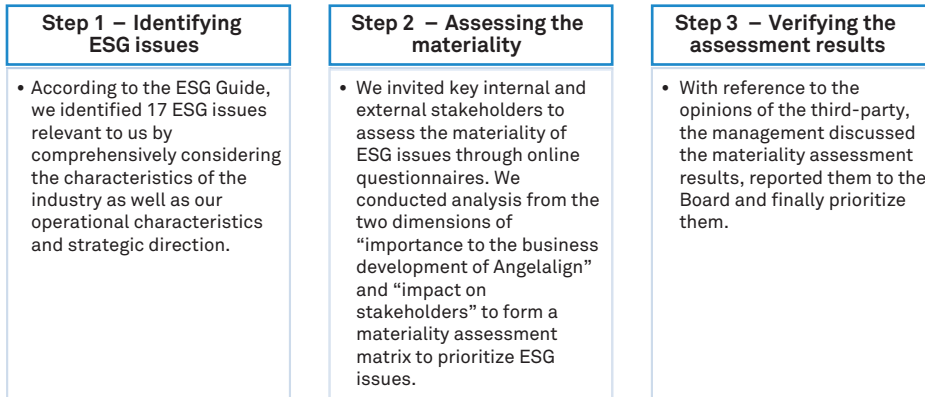 Step 1 – Identifying
ESG issues
• According to the ESG Guide,
we identified 17 ESG issues
relevant to us by
comprehensively considering
the characteristics of the
industry as well as our
operational characteristics
and strategic direction.
Step 2 – Assessing the
materiality
• We invited key internal and
external stakeholders to
assess the materiality of
ESG issues through online
questionnaires. We
conducted analysis from the
two dimensions of
“importance to the business
development of Angelalign”
and “impact on
stakeholders” to form a
materiality assessment
matrix to prioritize ESG
issues.
Step 3 – Verifying the
assessment results
• With reference to the
opinions of the third-party,
the management discussed
the materiality assessment
results, reported them to the
Board and finally prioritize
them.